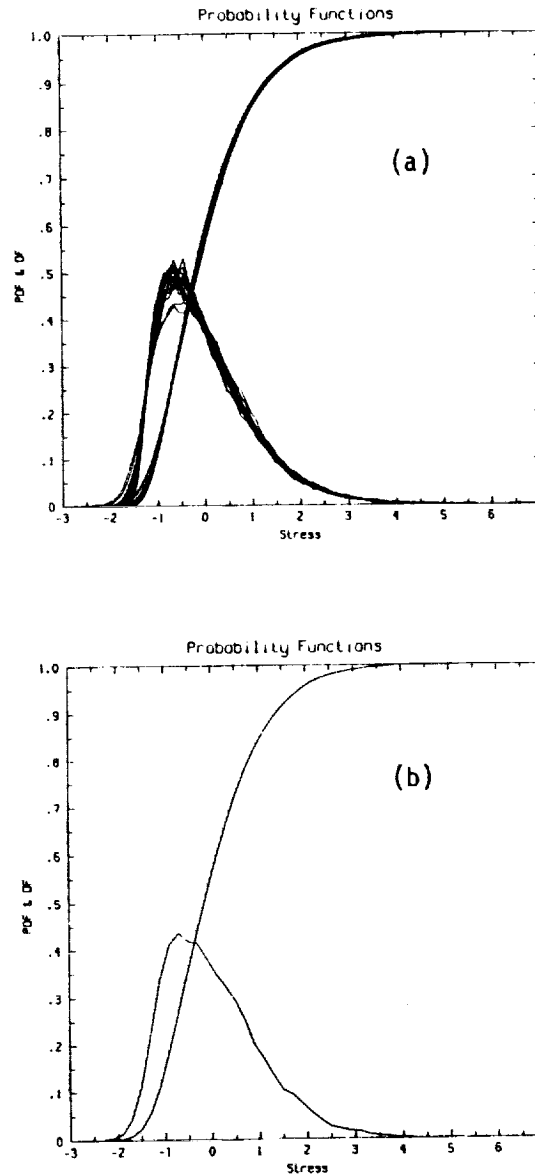 Probability Functions
1.0
.9
.8
.7
.6
.5
.4
.3
.2
.1
0
PDF & DF
(a)
-3 -2 -1 0 1 2 3 4 5 6
Stress
Probability Functions
1.0
.9
.8
.7
.6
.5
.4
.3
.2
.1
0
PDF & DF
(b)
-3 -2 -1 0 1 2 3 4 5 6
Stress